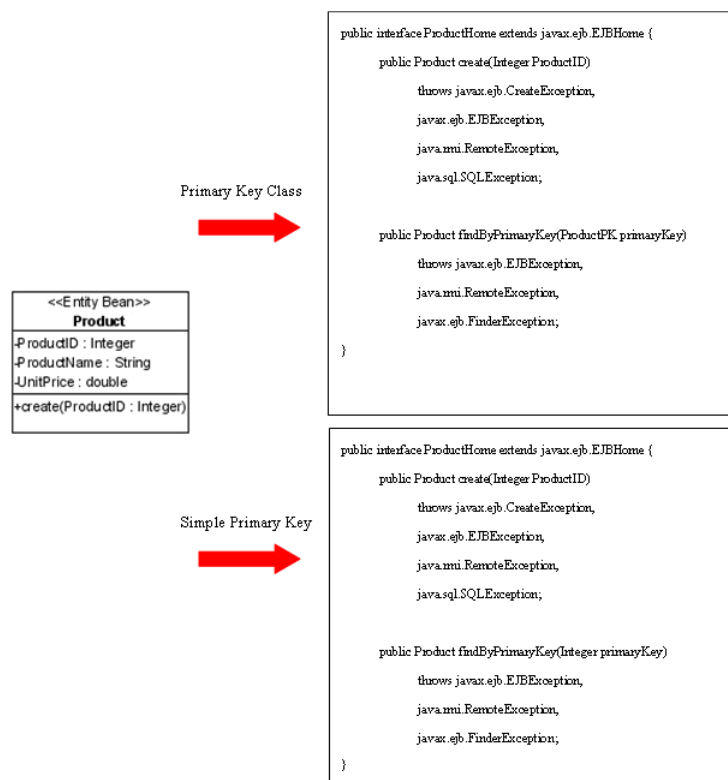 public interface ProductHome extends javax.ejb.EJBHome {
public Product create(Integer ProductID)
throws javax.ejb.CreateException,
javax.ejb.EJBException,
java.rmi.RemoteException,
java.sql.SQLException;
public Product findByPrimaryKey(ProductPK primaryKey)
throws javax.ejb.EJBException,
java.rmi.RemoteException,
javax.ejb.FinderException;
}
Primary Key Class
<<Entity Bean>>
Product
-ProductID : Integer
-ProductName : String
-UnitPrice : double
+create(ProductID : Integer)
Simple Primary Key
public interface ProductHome extends javax.ejb.EJBHome {
public Product create(Integer ProductID)
throws javax.ejb.CreateException,
javax.ejb.EJBException,
java.rmi.RemoteException,
java.sql.SQLException;
public Product findByPrimaryKey(Integer primaryKey)
throws javax.ejb.EJBException,
java.rmi.RemoteException,
javax.ejb.FinderException;
}